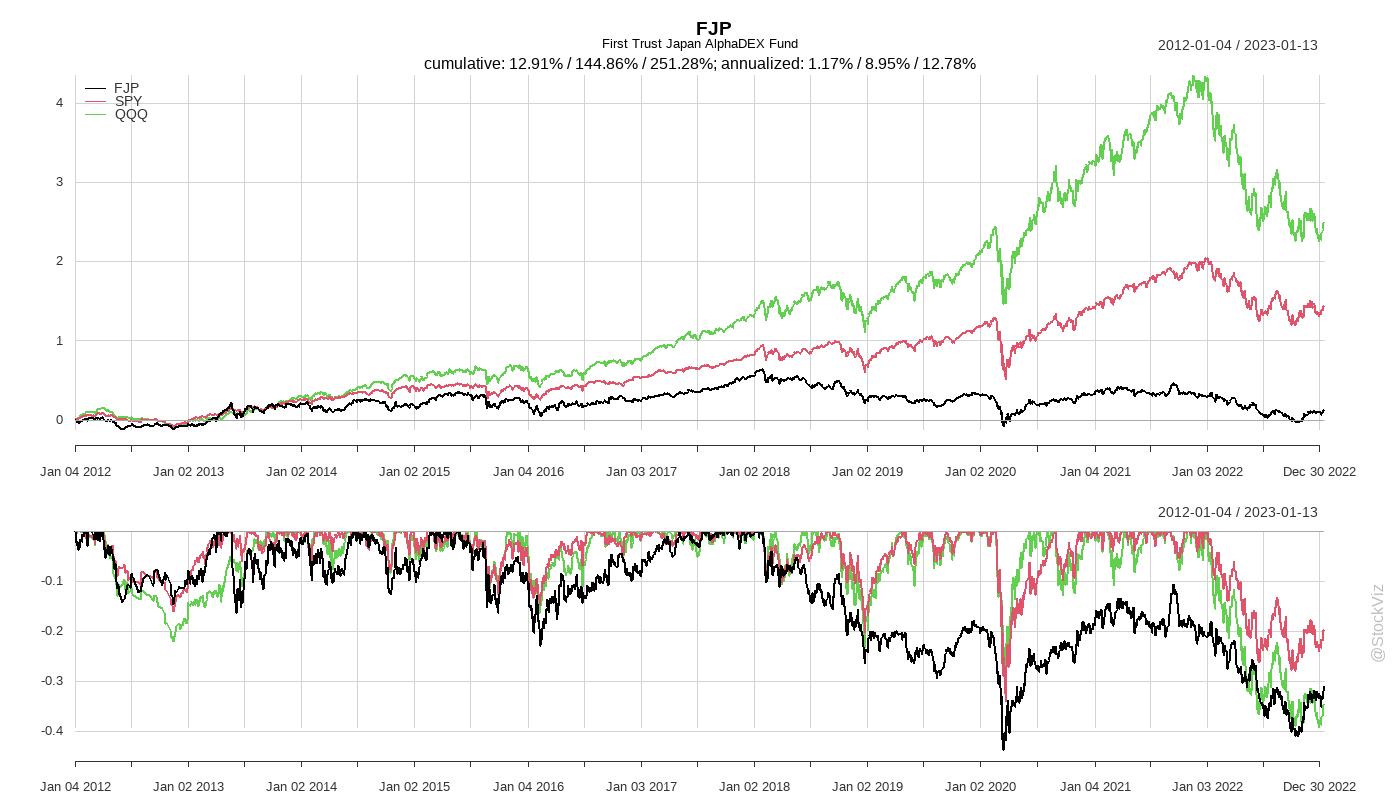 FJP
First Trust Japan AlphaDEX Fund
2012-01-04 / 2023-01-13
cumulative: 12.91% / 144.86% / 251.28%; annualized: 1.17% / 8.95% / 12.78%
FJP
SPY
QQQ
4
3
2
1
0
Jan 04 2012 Jan 02 2013 Jan 02 2014 Jan 02 2015 Jan 04 2016 Jan 03 2017 Jan 02 2018 Jan 02 2019 Jan 02 2020 Jan 04 2021 Jan 03 2022 Dec 30 2022
2012-01-04 / 2023-01-13
-0.1
-0.2
-0.3
-0.4
Jan 04 2012 Jan 02 2013 Jan 02 2014 Jan 02 2015 Jan 04 2016 Jan 03 2017 Jan 02 2018 Jan 02 2019 Jan 02 2020 Jan 04 2021 Jan 03 2022 Dec 30 2022
@StockViz